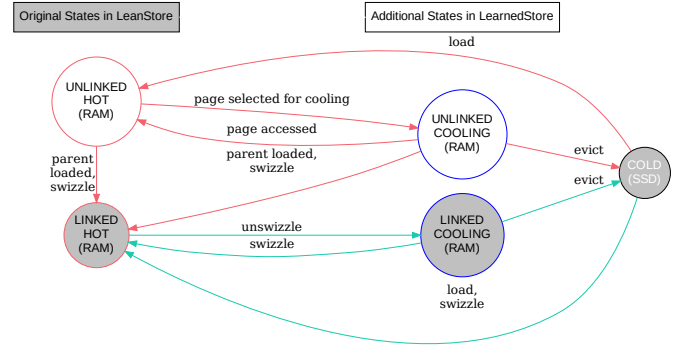 Original States in LeanStore
Additional States in LearnedStore
load
UNLINKED
HOT
(RAM)
page selected for cooling
UNLINKED
COOLING
(RAM)
page accessed
parent loaded,
swizzle
evict
COLD
(SSD)
parent
loaded,
swizzle
evict
LINKED
HOT
(RAM)
unswizzle
swizzle
LINKED
COOLING
(RAM)
load,
swizzle